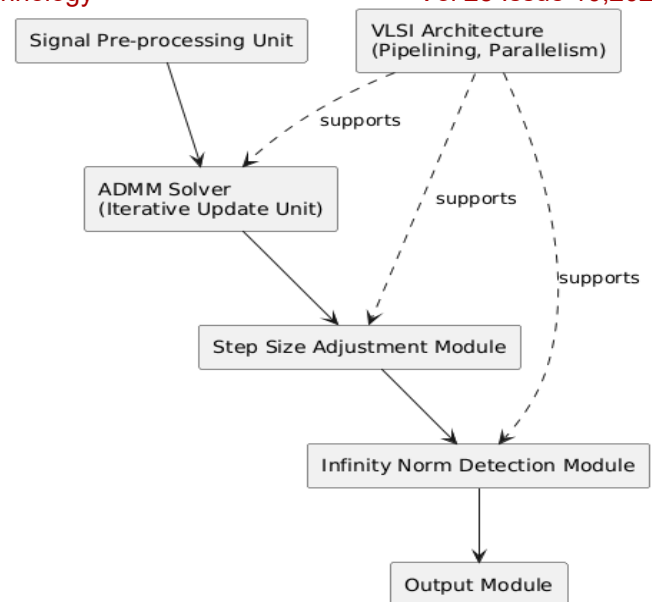 Signal Pre-processing Unit
VLSI Architecture
(Pipelining, Parallelism)
supports
ADMM Solver
(Iterative Update Unit)
supports
supports
Step Size Adjustment Module
Infinity Norm Detection Module
Output Module